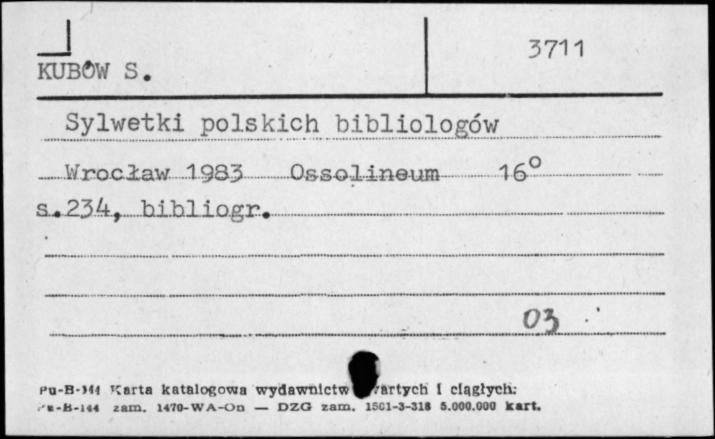 3711
KUBÓW S.
Sylwetki polskich bibliologów
Wrocław 1983 Ossolineum 16°
s.234, bibliogr.
03
Pu-B-144 Karta katalogowa wydawnictw zwartych i ciągłych.
Pu-B-144 zam. 1470-WA-On — DZG zam. 1501-3-318 5.000.000 kart.